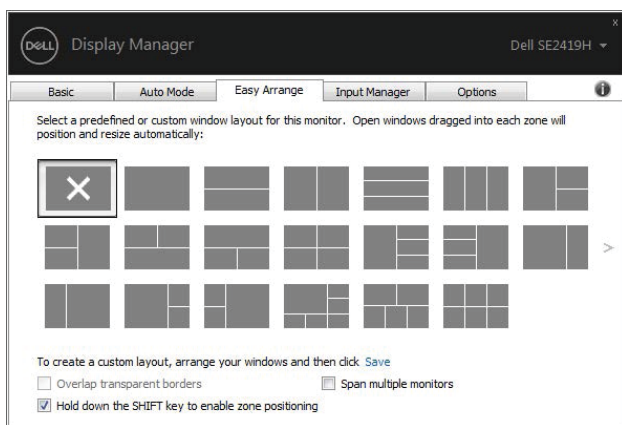 DELL Display Manager Dell SE2419H
Basic Auto Mode Easy Arrange Input Manager Options
Select a predefined or custom window layout for this monitor. Open windows dragged into each zone will
position and resize automatically:
To create a custom layout, arrange your windows and then click Save
Overlap transparent borders Span multiple monitors
Hold down the SHIFT key to enable zone positioning